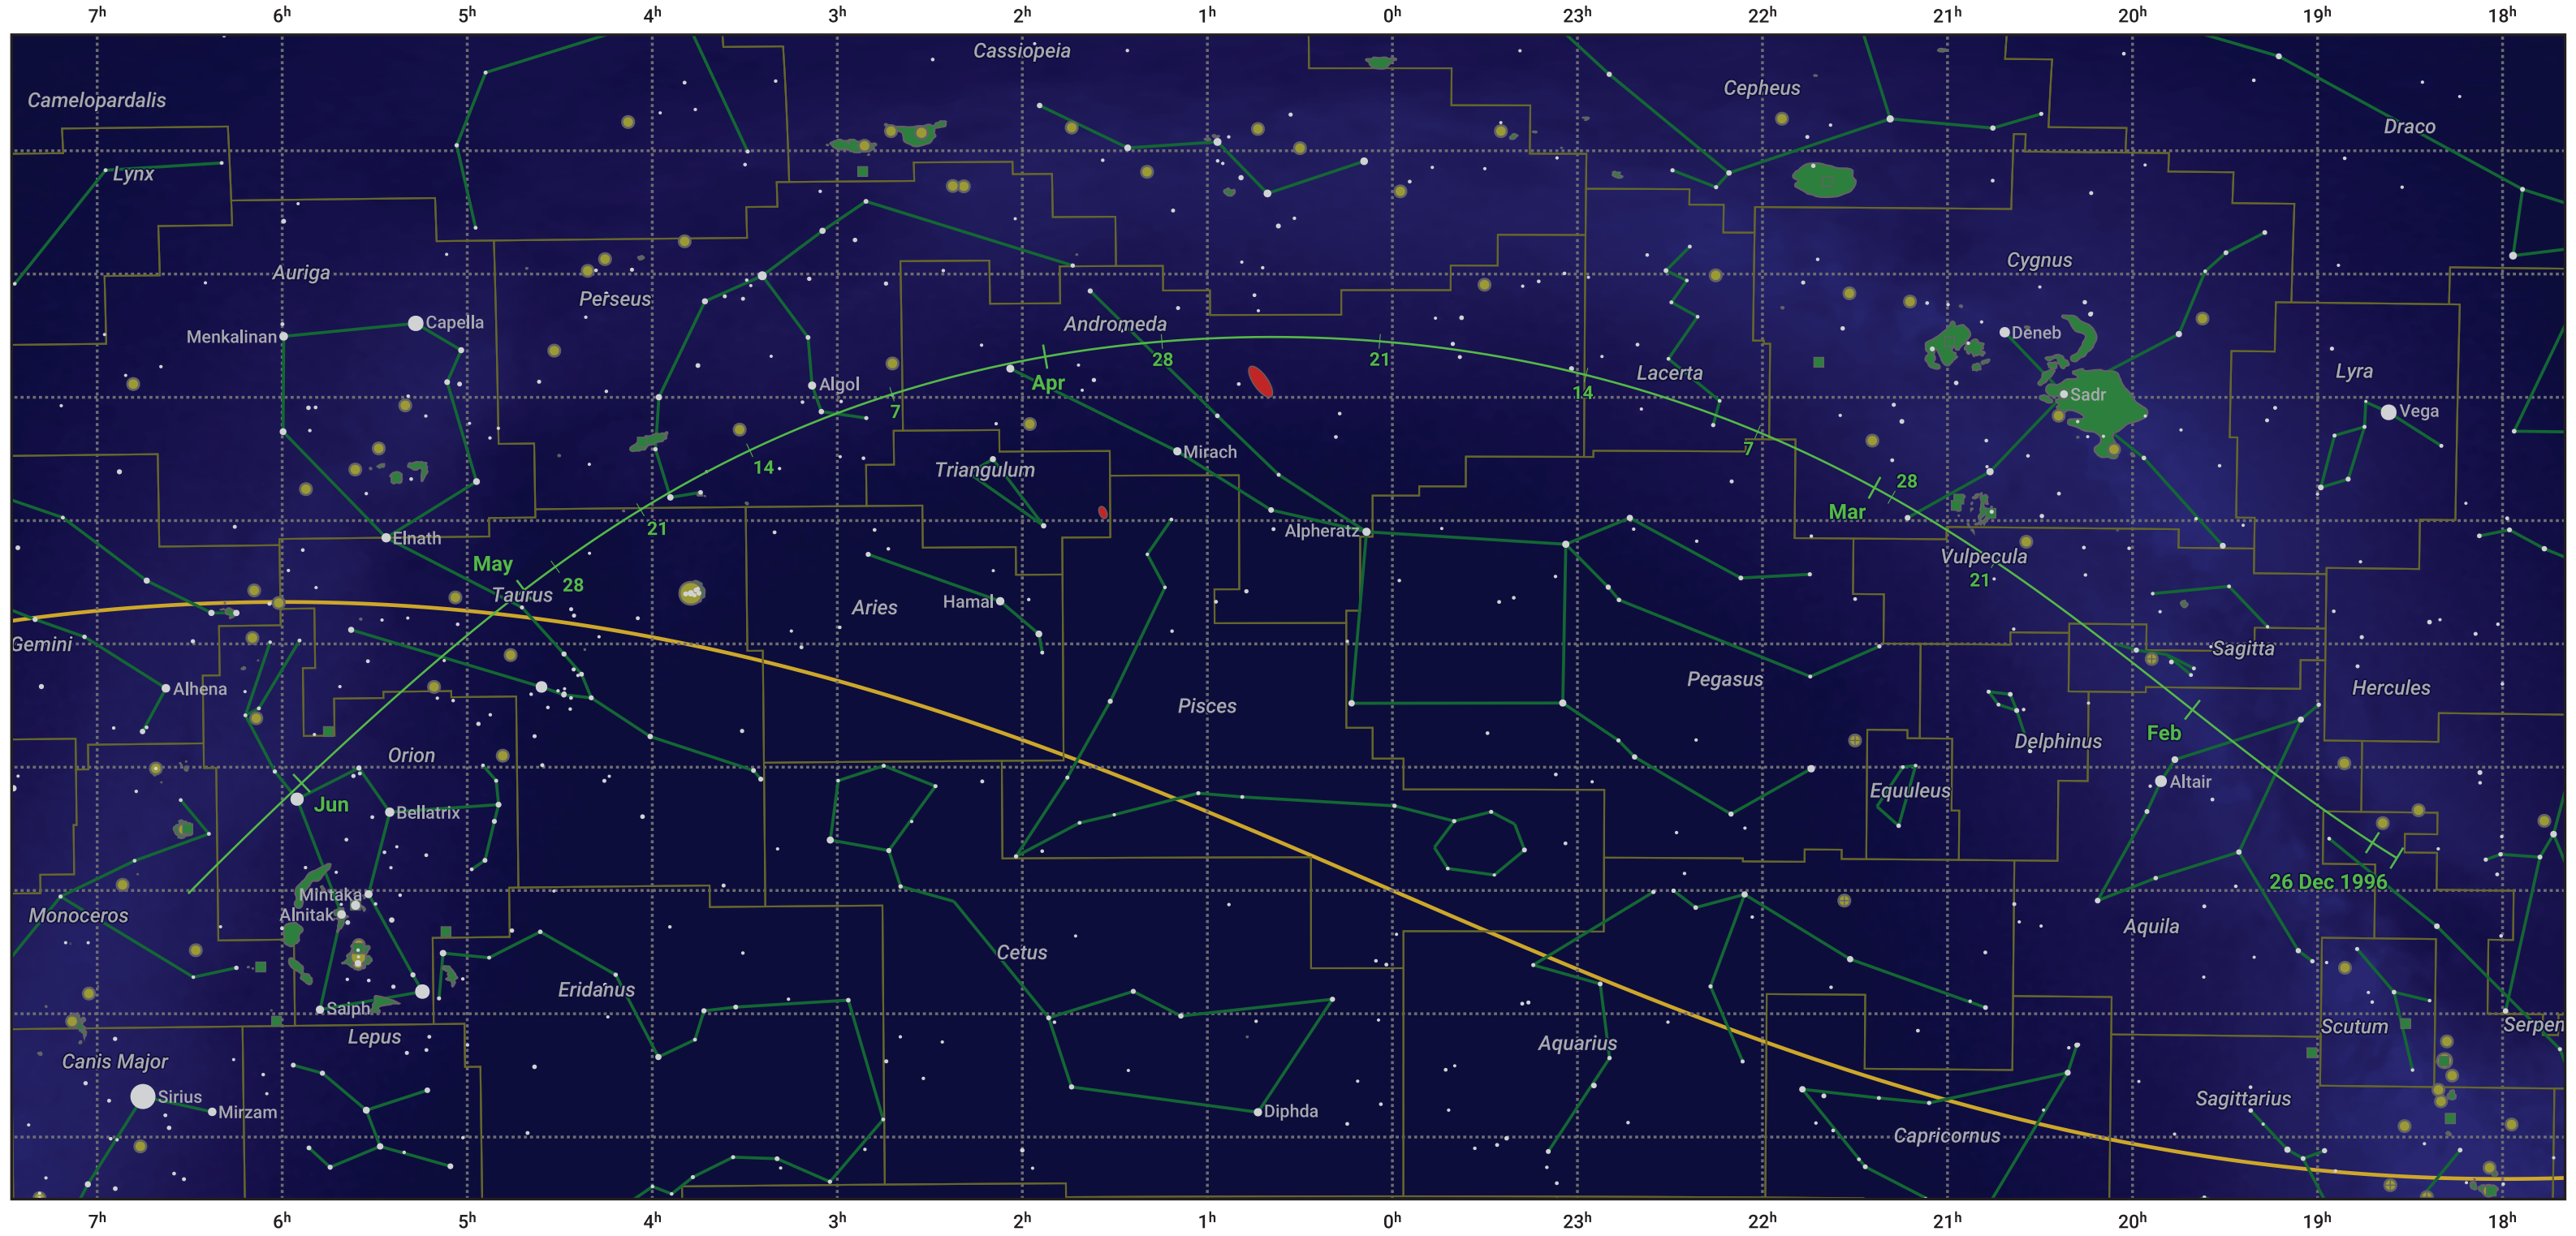 7h 6h 5h 4h 3h 2h 1h 0h 23h 22h 21h 20h 19h 18h
Cassiopeia
Cepheus
Camelopardalis
Draco
Lynx
Cygnus
Auriga
Perseus
Andromeda
Capella
Menkalinan
Deneb
28
21
Lacerta
Lyra
Apr
Algol
14
Sadr
7
Vega
Mirach
7
14
Triangulum
28
Mar
21
Alpheratz
Elnath
Vulpecula
May
28
21
Taurus
Aries
Hamal
Gemini
Sagitta
Alhena
Pegasus
Hercules
Pisces
Feb
Delphinus
Orion
Altair
Equuleus
Jun
Bellatrix
26 Dec 1996
Mintaka
Alnitak
Monoceros
Aquila
Cetus
Eridanus
Saiph
Scutum
Serpen
Lepus
Aquarius
Canis Major
Sirius
Sagittarius
Mirzam
Diphda
Capricornus
7h 6h 5h 4h 3h 2h 1h 0h 23h 22h 21h 20h 19h 18h